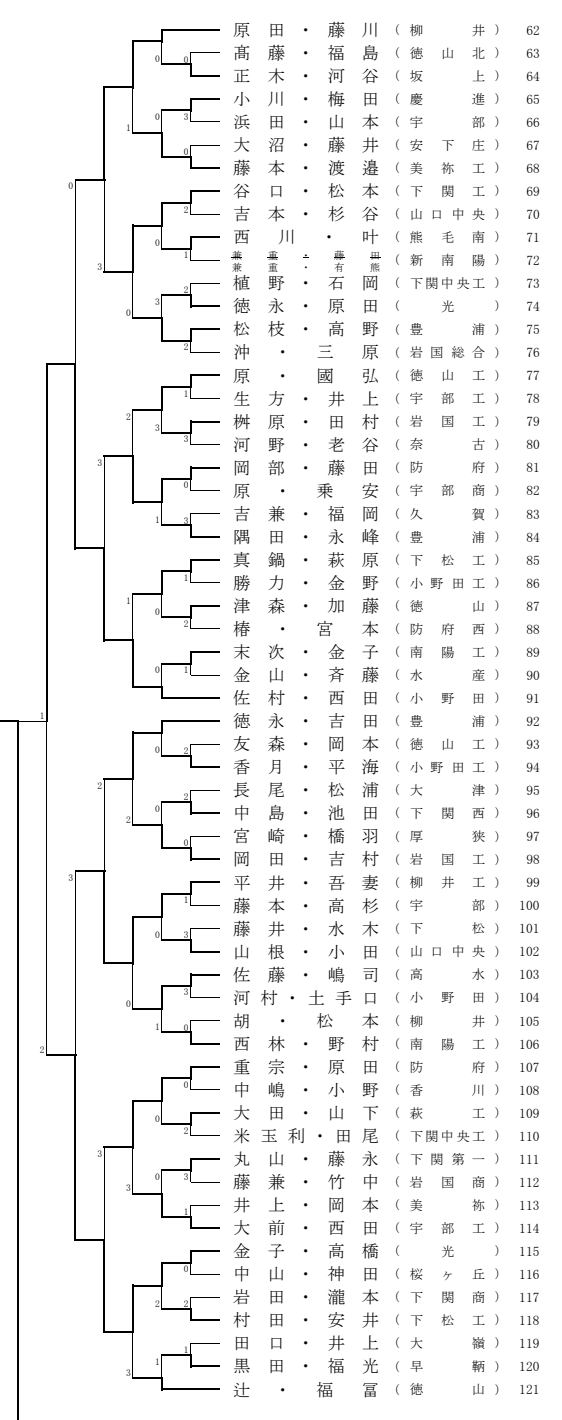 原田・藤川（柳井）62
髙藤・福島（徳山北）63
正木・河谷（坂上）64
小川・梅田（慶進）65
浜田・山本（宇部）66
大沼・藤井（安下庄）67
藤本・渡邉（美祢工）68
谷口・松本（下関工）69
吉本・杉谷（山口中央）70
西川・叶（熊毛南）71
兼重・藤田
兼重・有熊（新南陽）72
植野・石岡（下関中央工）73
徳永・原田（光）74
松枝・高野（豊浦）75
沖・三原（岩国総合）76
原・國弘（徳山工）77
生方・井上（宇部工）78
桝原・田村（岩国工）79
河野・老谷（奈古）80
岡部・藤田（防府）81
原・乗安（宇部商）82
吉兼・福岡（久賀）83
隅田・永峰（豊浦）84
真鍋・萩原（下松工）85
勝力・金野（小野田工）86
津森・加藤（徳山）87
椿・宮本（防府西）88
末次・金子（南陽工）89
金山・斉藤（水産）90
佐村・西田（小野田）91
徳永・吉田（豊浦）92
友森・岡本（徳山工）93
香月・平海（小野田工）94
長尾・松浦（大津）95
中島・池田（下関西）96
宮崎・橋羽（厚狭）97
岡田・吉村（岩国工）98
平井・吾妻（柳井工）99
藤本・高杉（宇部）100
藤井・水木（下松）101
山根・小田（山口中央）102
佐藤・嶋司（高水）103
河村・土手口（小野田）104
胡・松本（柳井）105
西林・野村（南陽工）106
重宗・原田（防府）107
中嶋・小野（香川）108
大田・山下（萩工）109
米玉利・田尾（下関中央工）110
丸山・藤永（下関第一）111
藤兼・竹中（岩国商）112
井上・岡本（美祢）113
大前・西田（宇部工）114
金子・高橋（光）115
中山・神田（桜ヶ丘）116
岩田・瀧本（下関商）117
村田・安井（下松工）118
田口・井上（大嶺）119
黒田・福光（早鞆）120
辻・福冨（徳山）121